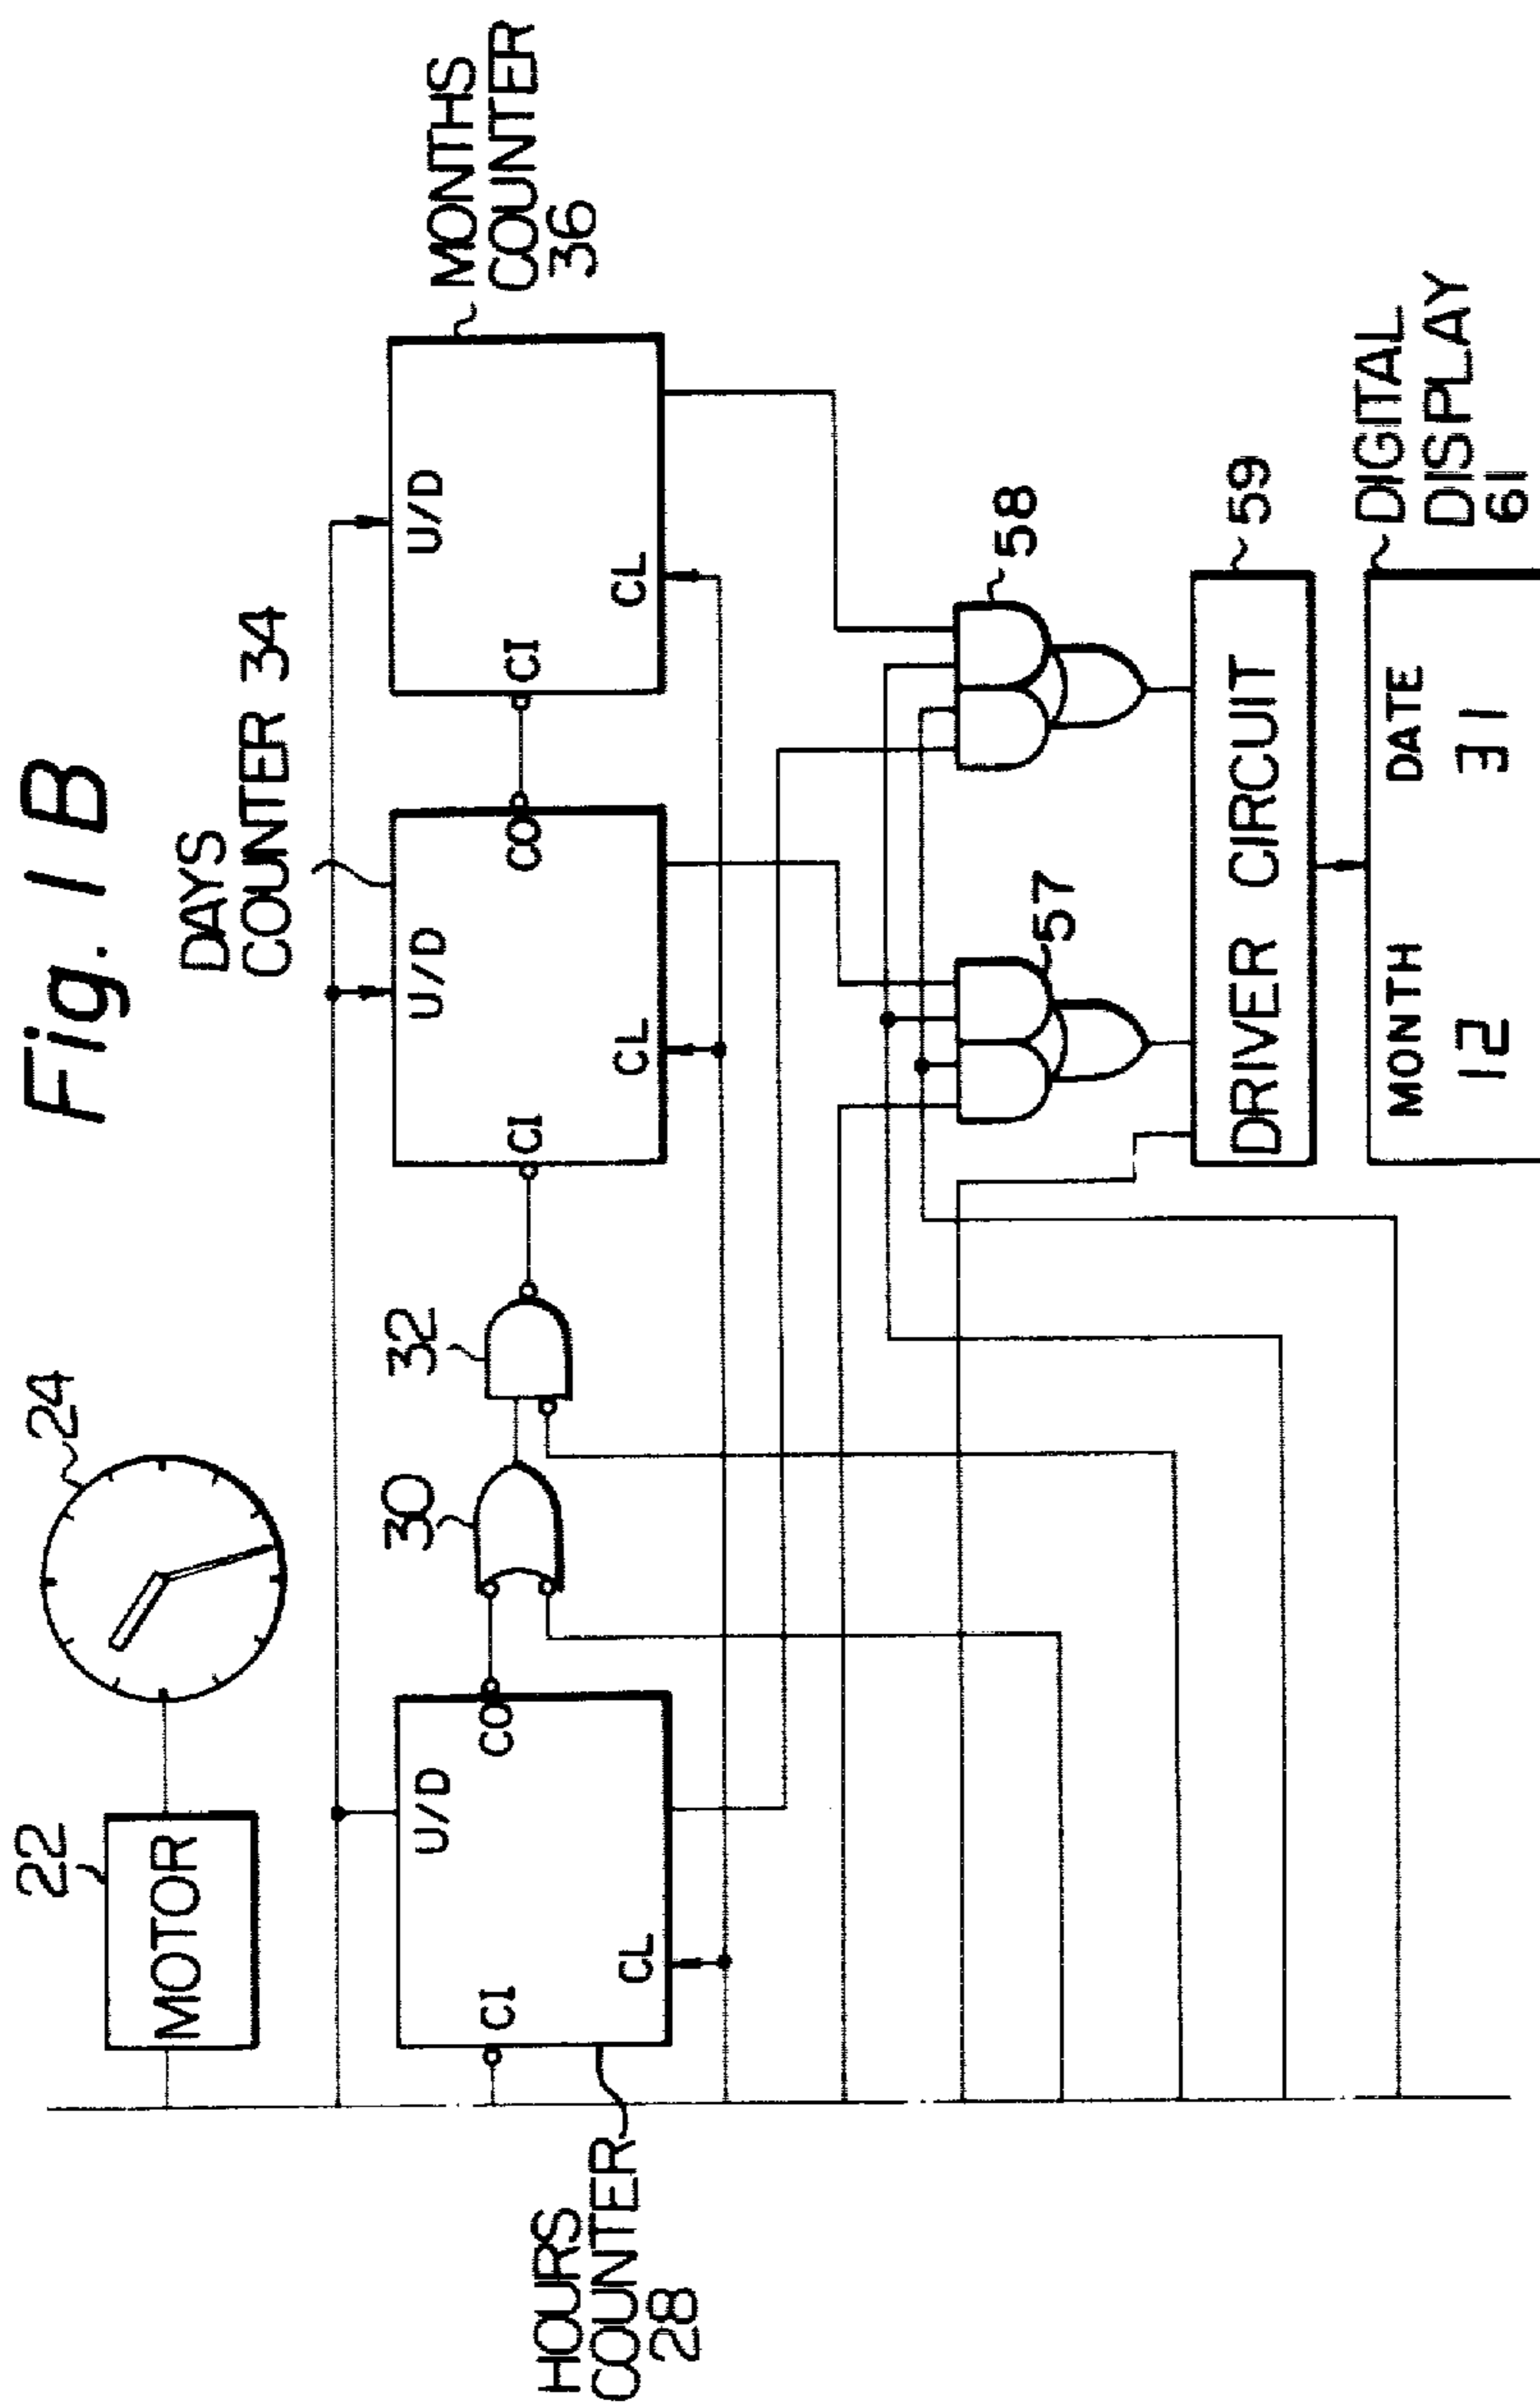 Fig. 1 B
22
MOTOR
24
DAYS
COUNTER 34
MONTHS
COUNTER
36
HOURS
COUNTER
28
U/D
CI
CO
CL
30
32
U/D
CI
CO
CL
U/D
CI
CL
57
58
DRIVER CIRCUIT
59
DIGITAL
DISPLAY
61
MONTH DATE
12 31